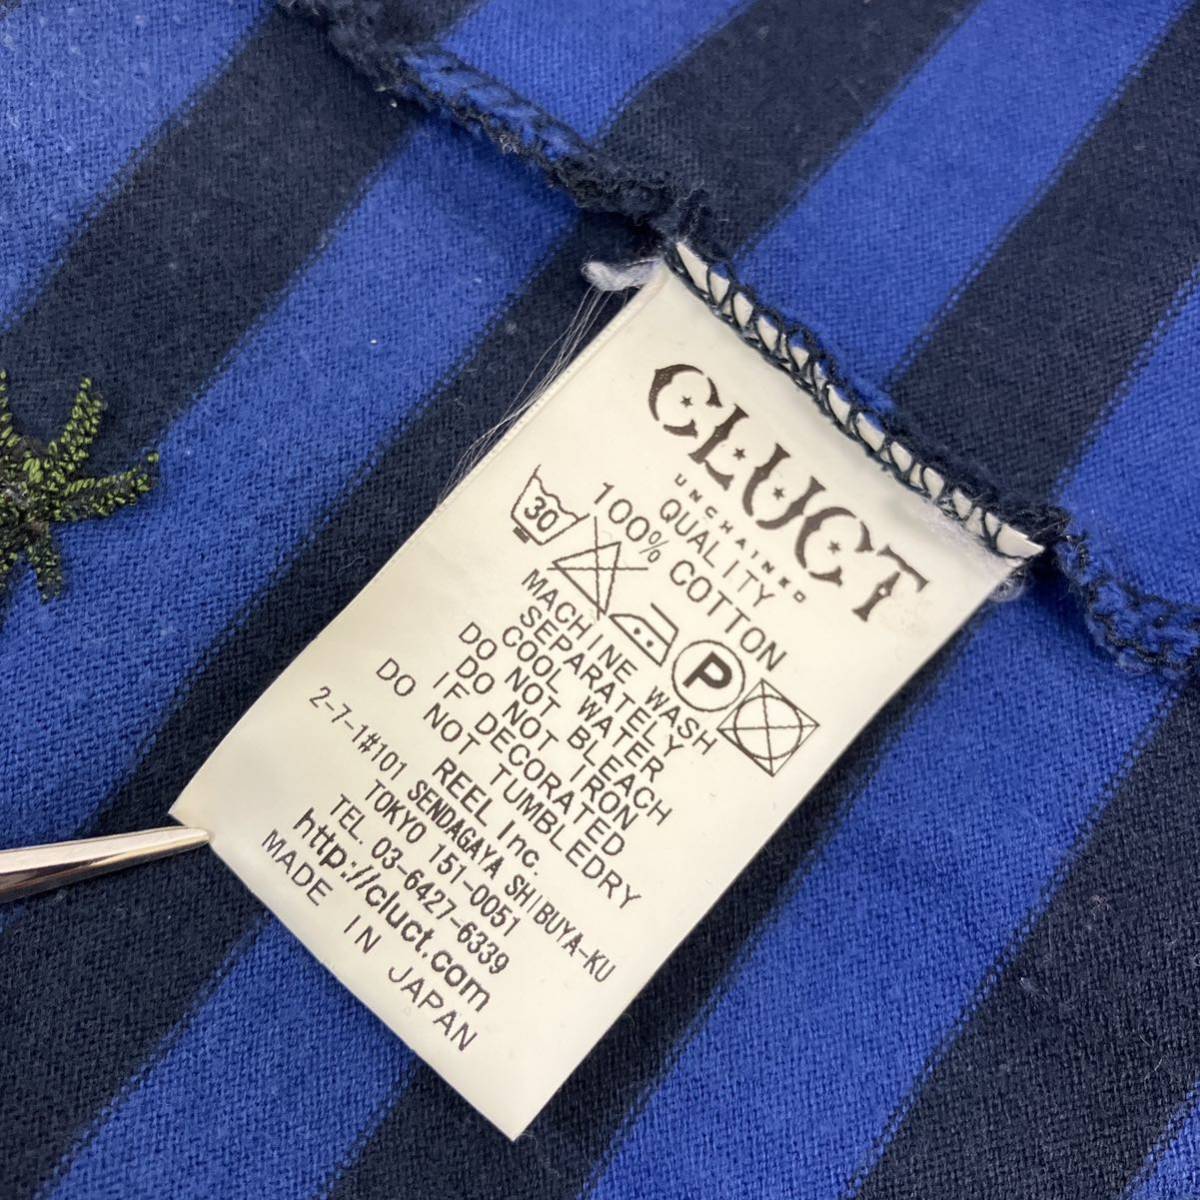 CLUCT
UNCHAINED
QUALITY
100% COTTON
30
P
MACHINE WASH
SEPARATELY
COOL WATER
DO NOT BLEACH
DO NOT IRON
IF DECORATED
DO NOT TUMBLEDRY
REEL Inc.
2-7-1#101 SENDAGAYA SHIBUYA-KU
TOKYO 151-0051
TEL 03-6427-6339
http://cluct.com
MADE IN JAPAN